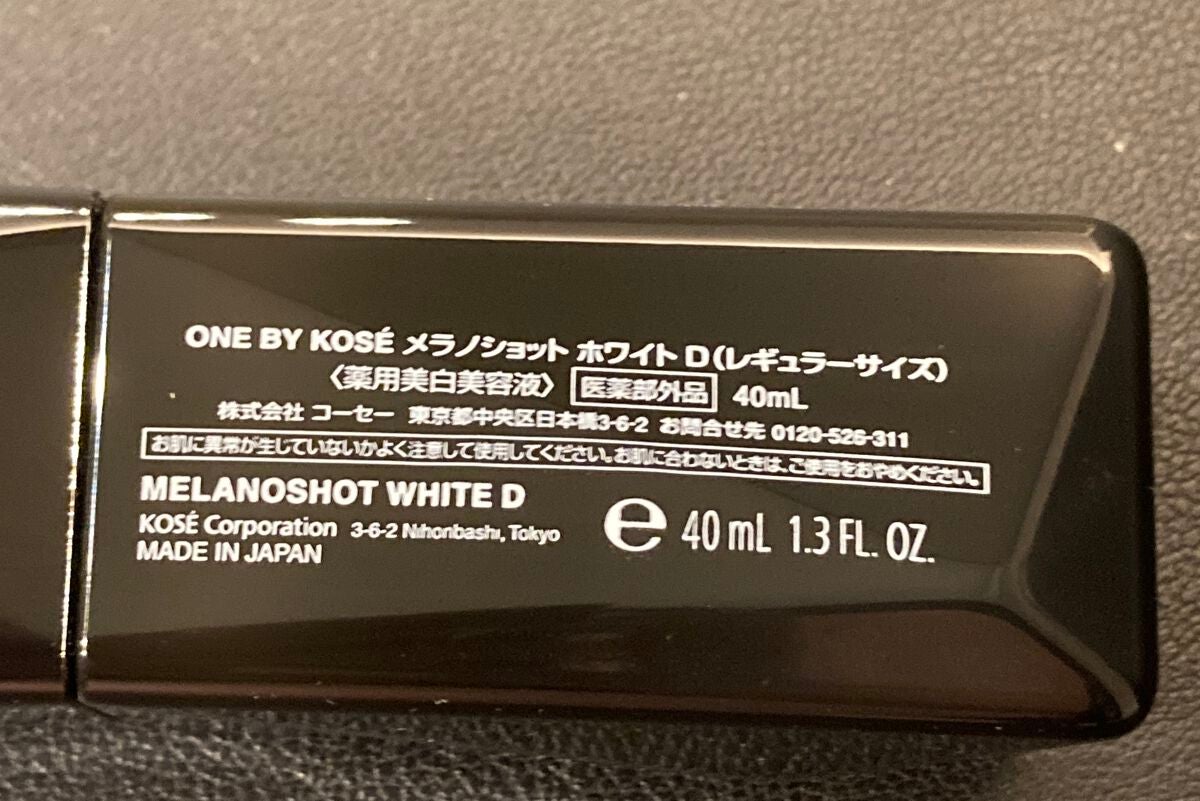 ONE BY KOSÉ メラノショット ホワイト D(レギュラーサイズ)
〈薬用美白美容液〉 医薬部外品 40mL
株式会社 コーセー 東京都中央区日本橋3-6-2 お問合せ先 0120-526-311
お肌に異常が生じていないかよく注意して使用してください。お肌に合わないときは、ご使用をおやめください。
MELANOSHOT WHITE D
KOSÉ Corporation 3-6-2 Nihonbashi, Tokyo
MADE IN JAPAN
℮ 40 mL 1.3 FL. OZ.